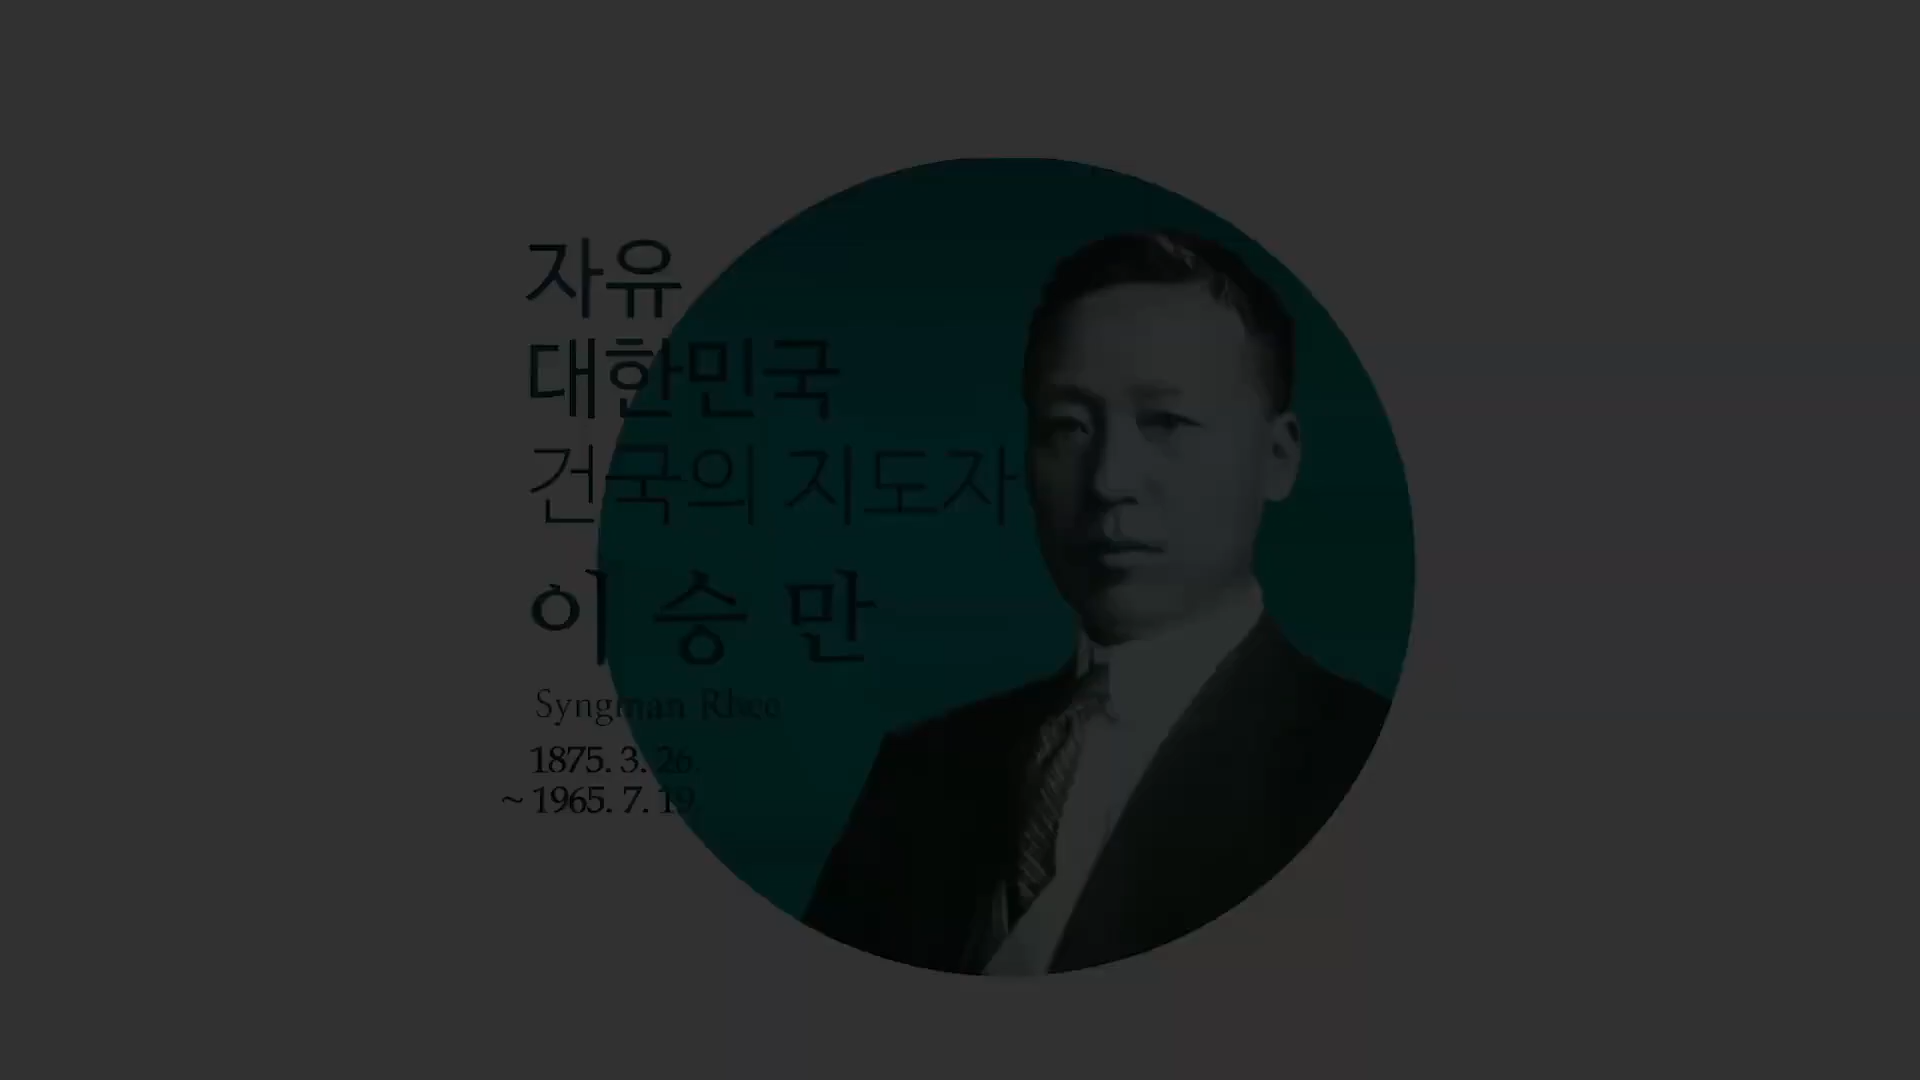 자유
대한민국
건국의 지도자
이 승 만
Syngman Rhee
1875. 3. 26.
~ 1965. 7. 19.